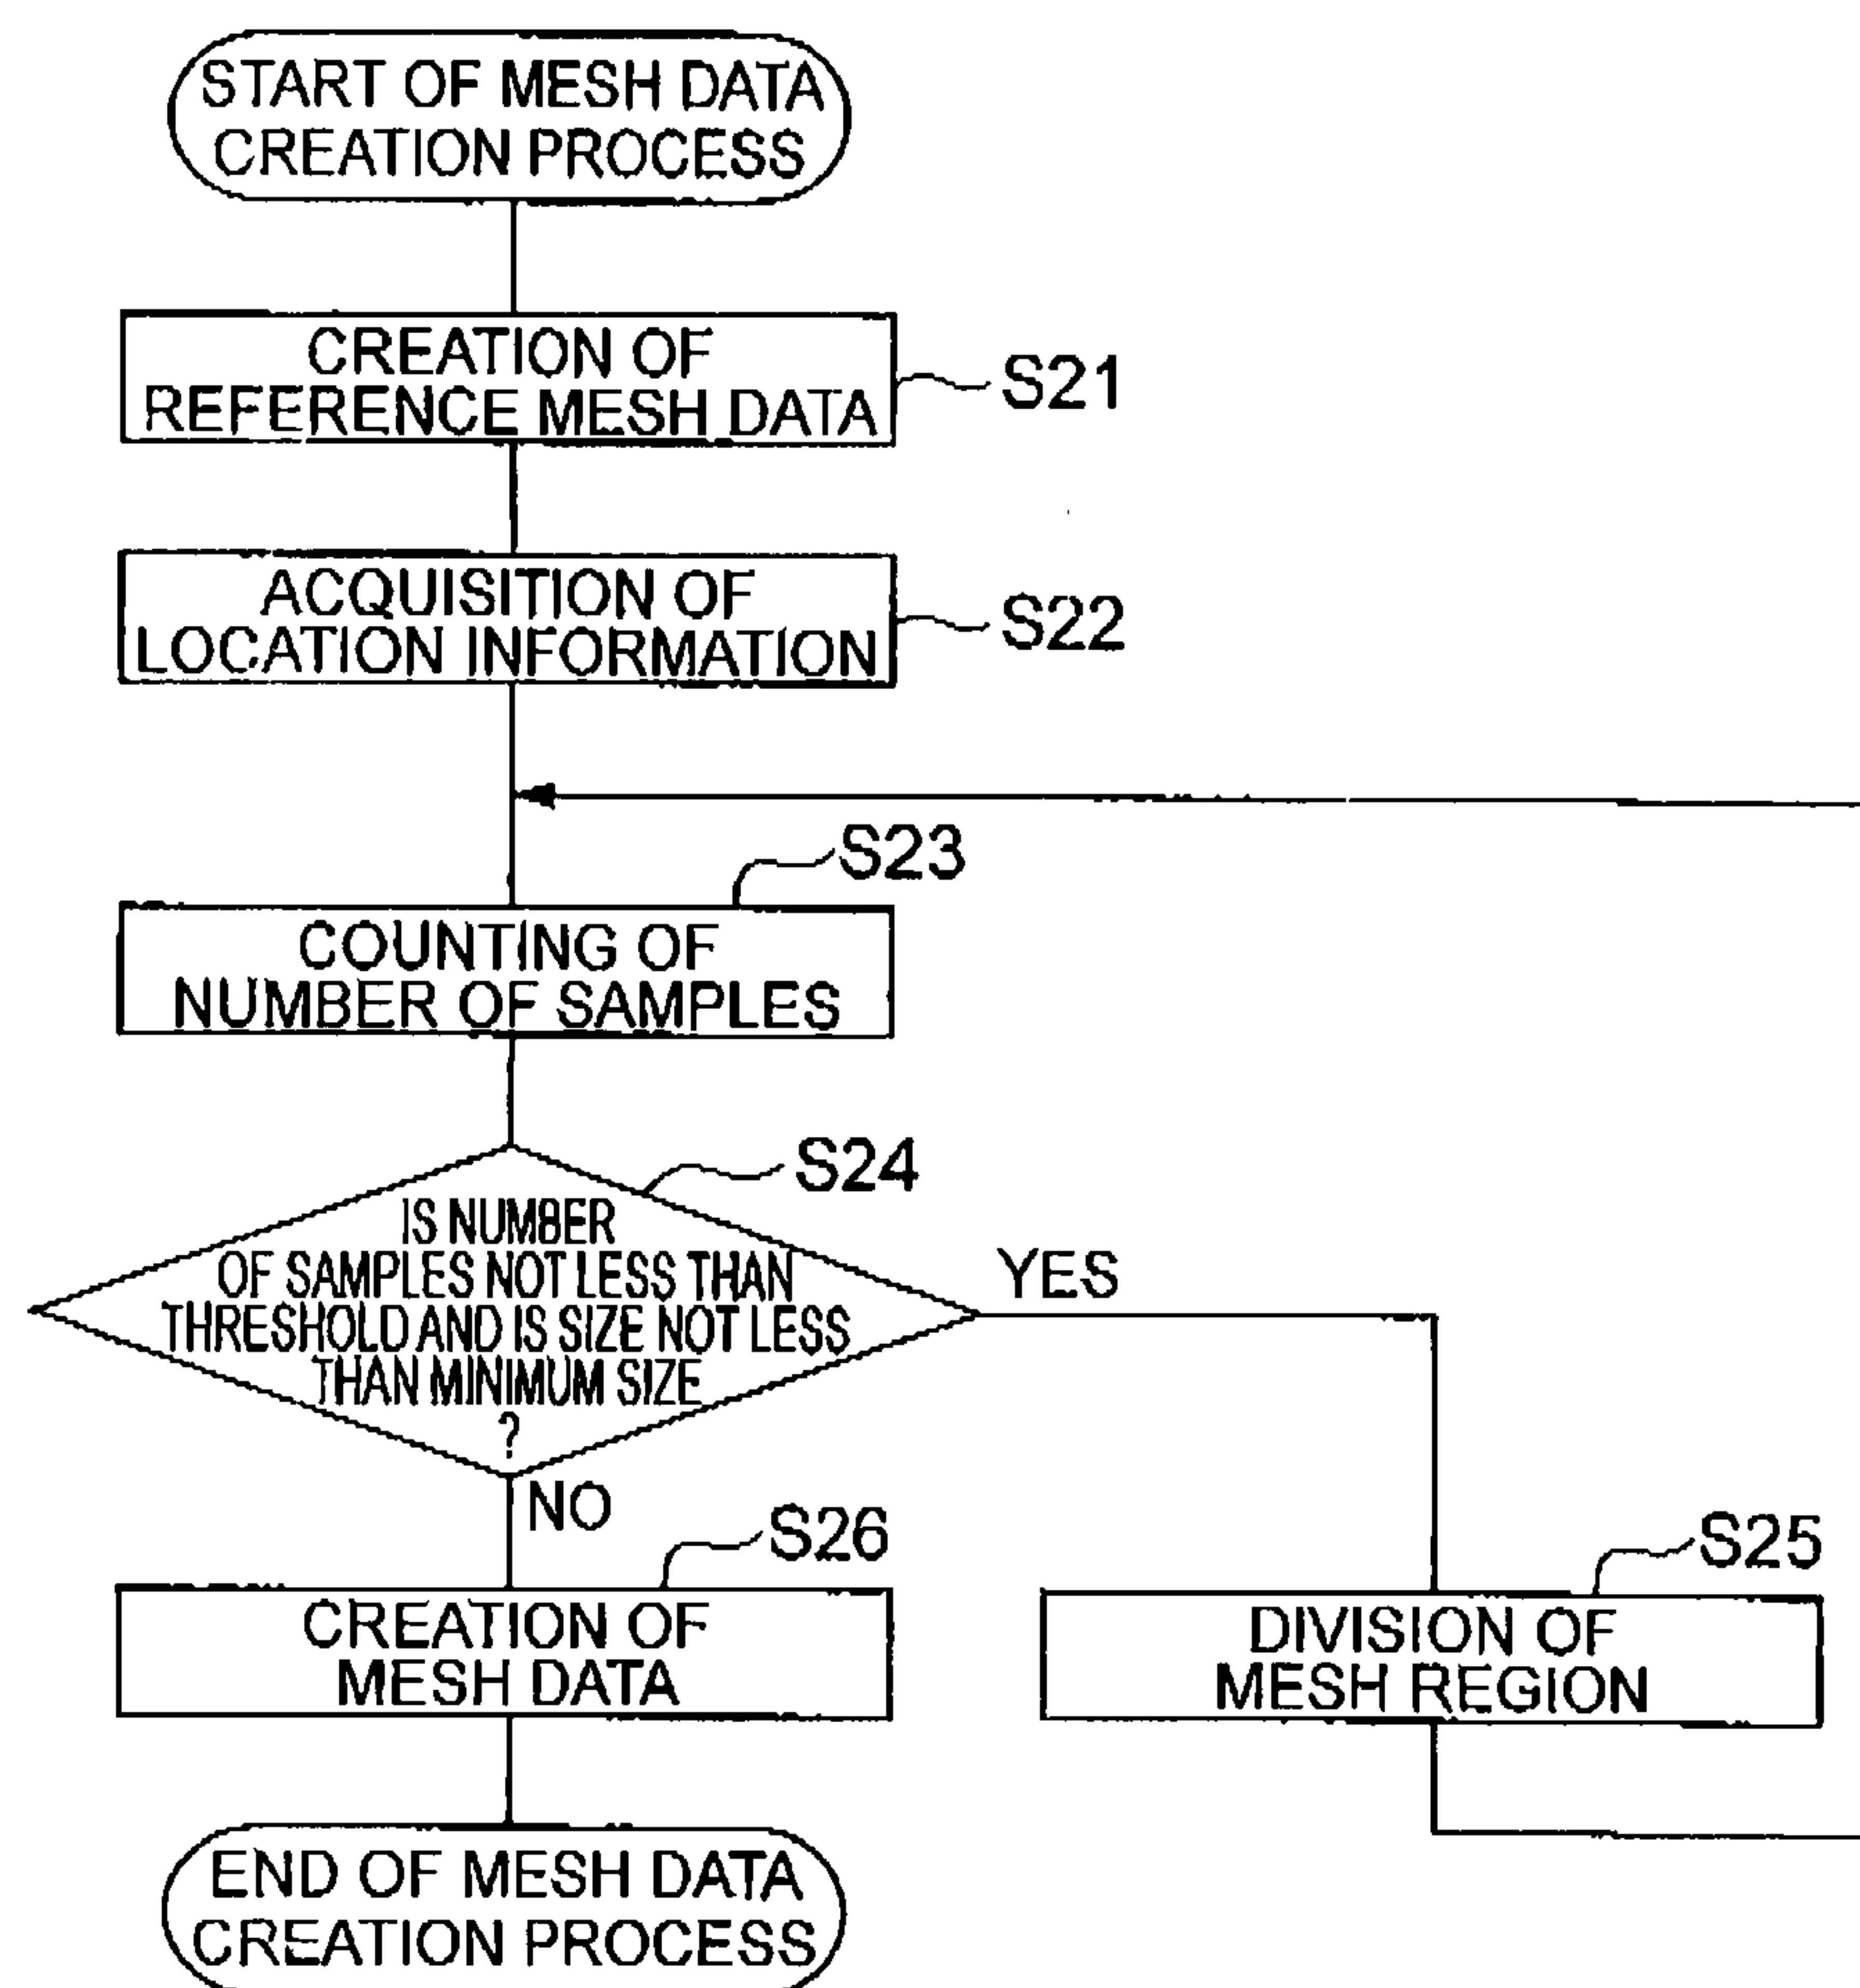 START OF MESH DATA
CREATION PROCESS
CREATION OF
REFERENCE MESH DATA
S21
ACQUISITION OF
LOCATION INFORMATION
S22
S23
COUNTING OF
NUMBER OF SAMPLES
S24
IS NUMBER
OF SAMPLES NOT LESS THAN
THRESHOLD AND IS SIZE NOT LESS
THAN MINIMUM SIZE
?
YES
NO
S26
CREATION OF
MESH DATA
S25
DIVISION OF
MESH REGION
END OF MESH DATA
CREATION PROCESS